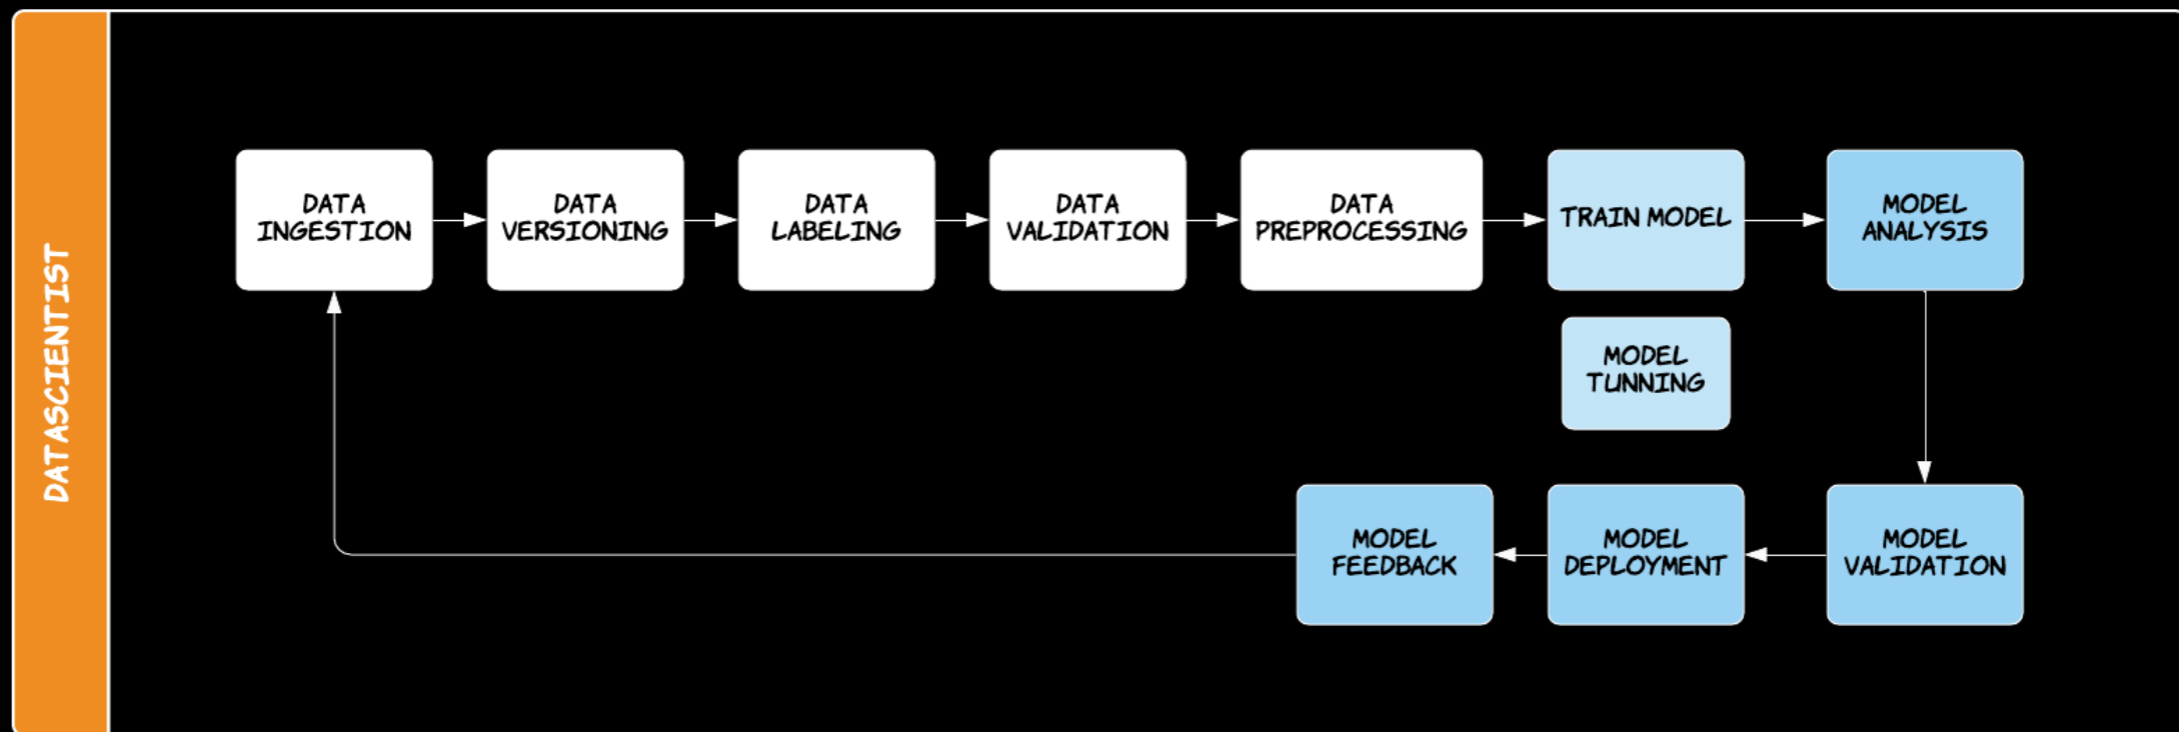 DATASCIENTIST
DATA
INGESTION
DATA
VERSIONING
DATA
LABELING
DATA
VALIDATION
DATA
PREPROCESSING
TRAIN MODEL
MODEL
ANALYSIS
MODEL
TUNNING
MODEL
FEEDBACK
MODEL
DEPLOYMENT
MODEL
VALIDATION